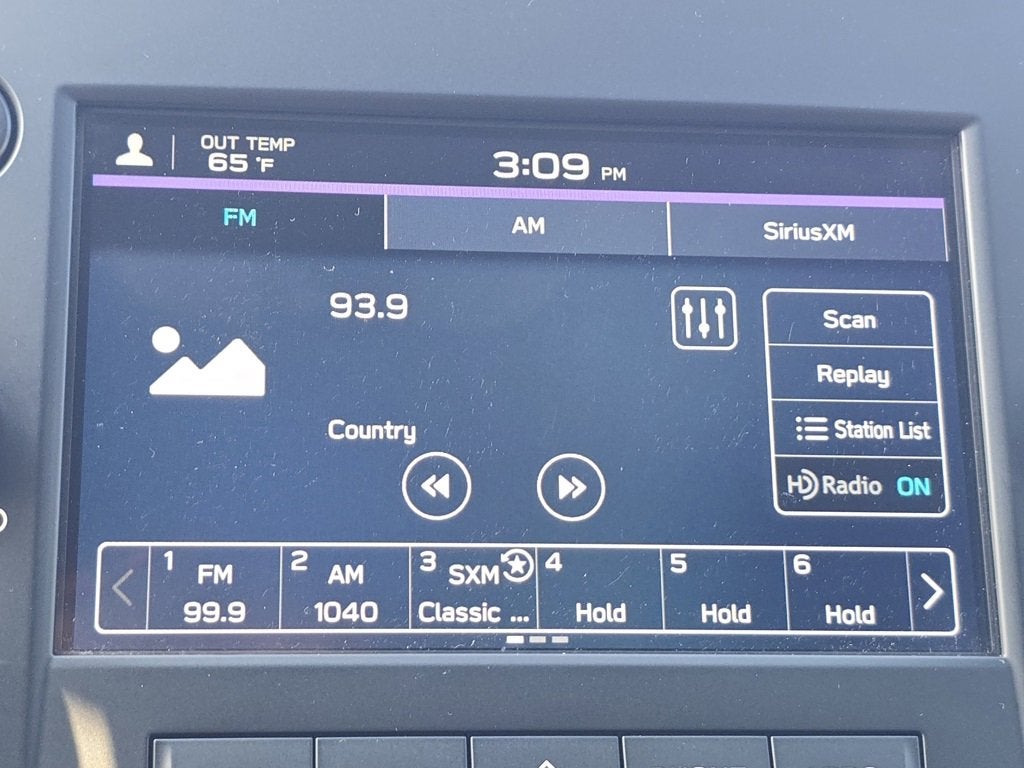 OUT TEMP
65 °F
3:09 PM
FM
AM
SiriusXM
93.9
Scan
Replay
Country
Station List
HD Radio ON
1
FM
99.9
2
AM
1040
3
SXM
Classic ...
4
Hold
5
Hold
6
Hold